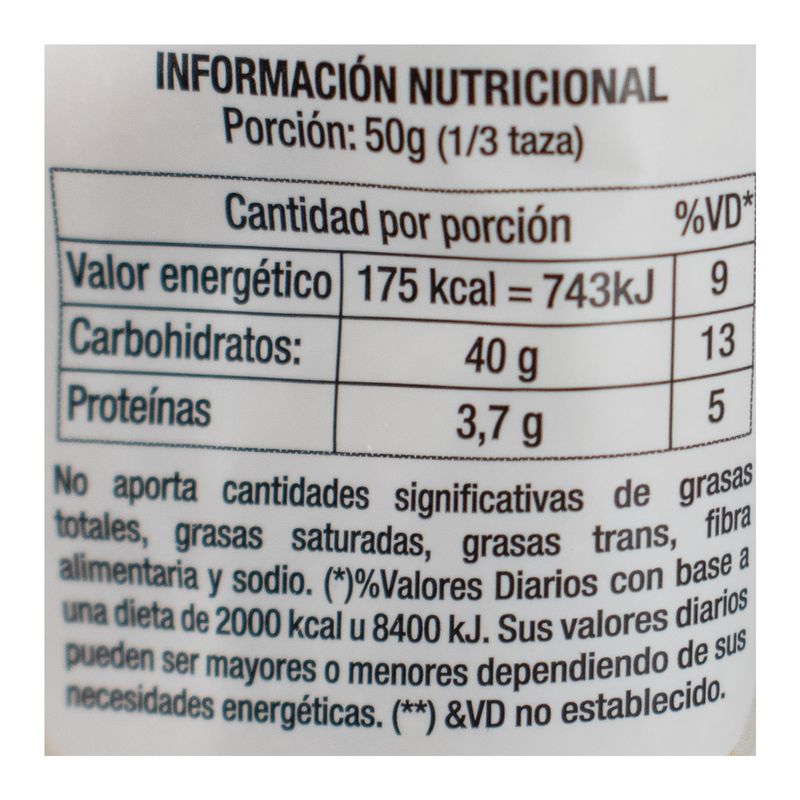 INFORMACIÓN NUTRICIONAL
Porción: 50g (1/3 taza)
Cantidad por porción %VD*
Valor energético 175 kcal = 743kJ 9
Carbohidratos: 40 g 13
Proteínas 3,7 g 5
No aporta cantidades significativas de grasas
totales, grasas saturadas, grasas trans, fibra
alimentaria y sodio. (*)%Valores Diarios con base a
una dieta de 2000 kcal u 8400 kJ. Sus valores diarios
pueden ser mayores o menores dependiendo de sus
necesidades energéticas. (**) &VD no establecido.